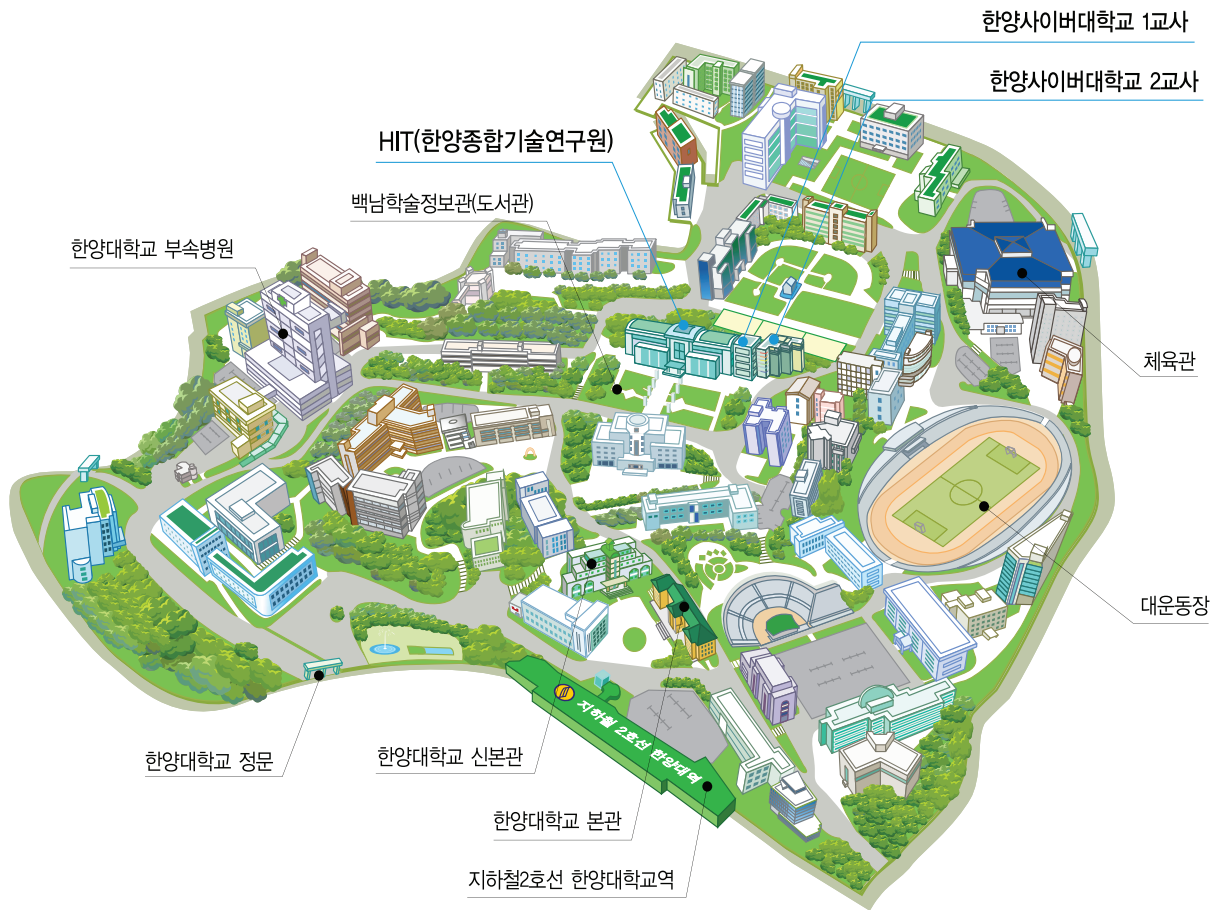 한양사이버대학교 1교사
한양사이버대학교 2교사
HIT(한양종합기술연구원)
백남학술정보관(도서관)
한양대학교 부속병원
체육관
대운동장
지하철 2호선 한양대역
한양대학교 정문
한양대학교 신본관
한양대학교 본관
지하철2호선 한양대학교역